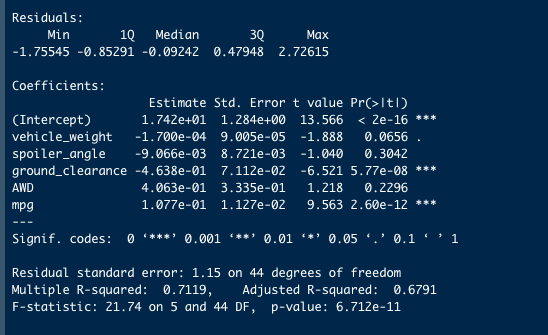 Residuals:
     Min       1Q   Median       3Q      Max
-1.75545 -0.85291 -0.09242  0.47948  2.72615

Coefficients:
                   Estimate Std. Error t value Pr(>|t|)
(Intercept)       1.742e+01  1.284e+00  13.566  < 2e-16 ***
vehicle_weight   -1.700e-04  9.005e-05  -1.888   0.0656 .
spoiler_angle    -9.066e-03  8.721e-03  -1.040   0.3042
ground_clearance -4.638e-01  7.112e-02  -6.521 5.77e-08 ***
AWD               4.063e-01  3.335e-01   1.218   0.2296
mpg               1.077e-01  1.127e-02   9.563 2.60e-12 ***
---
Signif. codes:  0 ‘***’ 0.001 ‘**’ 0.01 ‘*’ 0.05 ‘.’ 0.1 ‘ ’ 1

Residual standard error: 1.15 on 44 degrees of freedom
Multiple R-squared:  0.7119,    Adjusted R-squared:  0.6791
F-statistic: 21.74 on 5 and 44 DF,  p-value: 6.712e-11